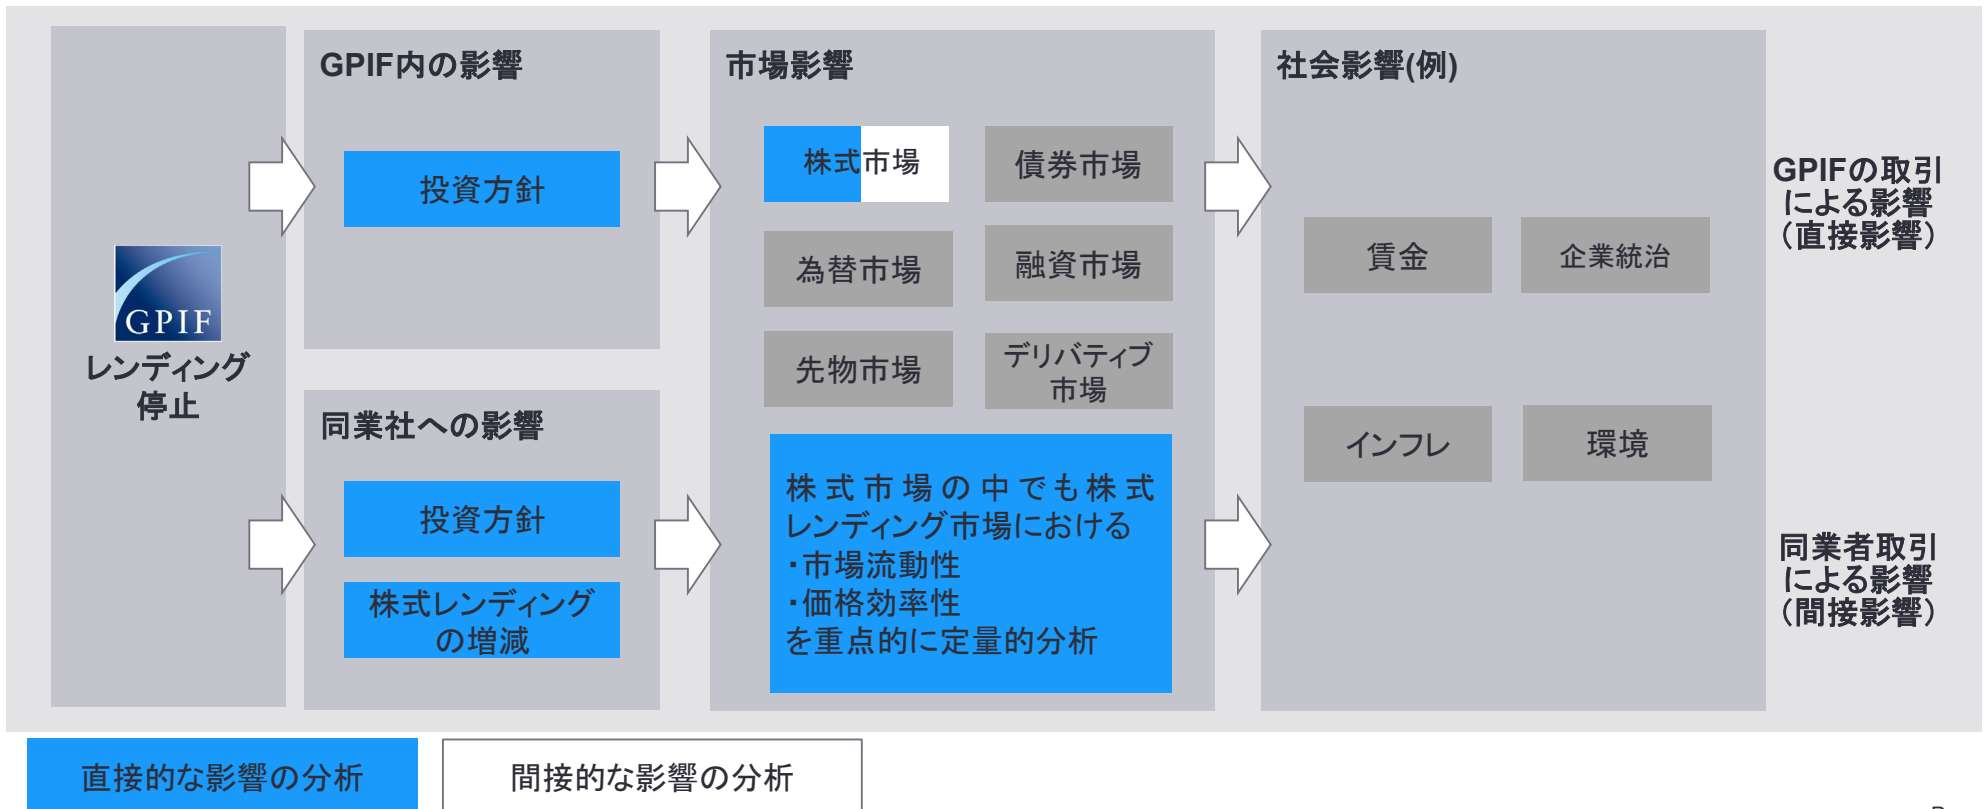 GPIF
レンディング
停止
GPIF内の影響
投資方針
同業社への影響
投資方針
株式レンディング
の増減
市場影響
株式市場
債券市場
為替市場
融資市場
先物市場
デリバティブ
市場
株式市場の中でも株式
レンディング市場における
・市場流動性
・価格効率性
を重点的に定量的分析
社会影響(例)
賃金
企業統治
インフレ
環境
GPIFの取引
による影響
（直接影響）
同業者取引
による影響
（間接影響）
直接的な影響の分析
間接的な影響の分析